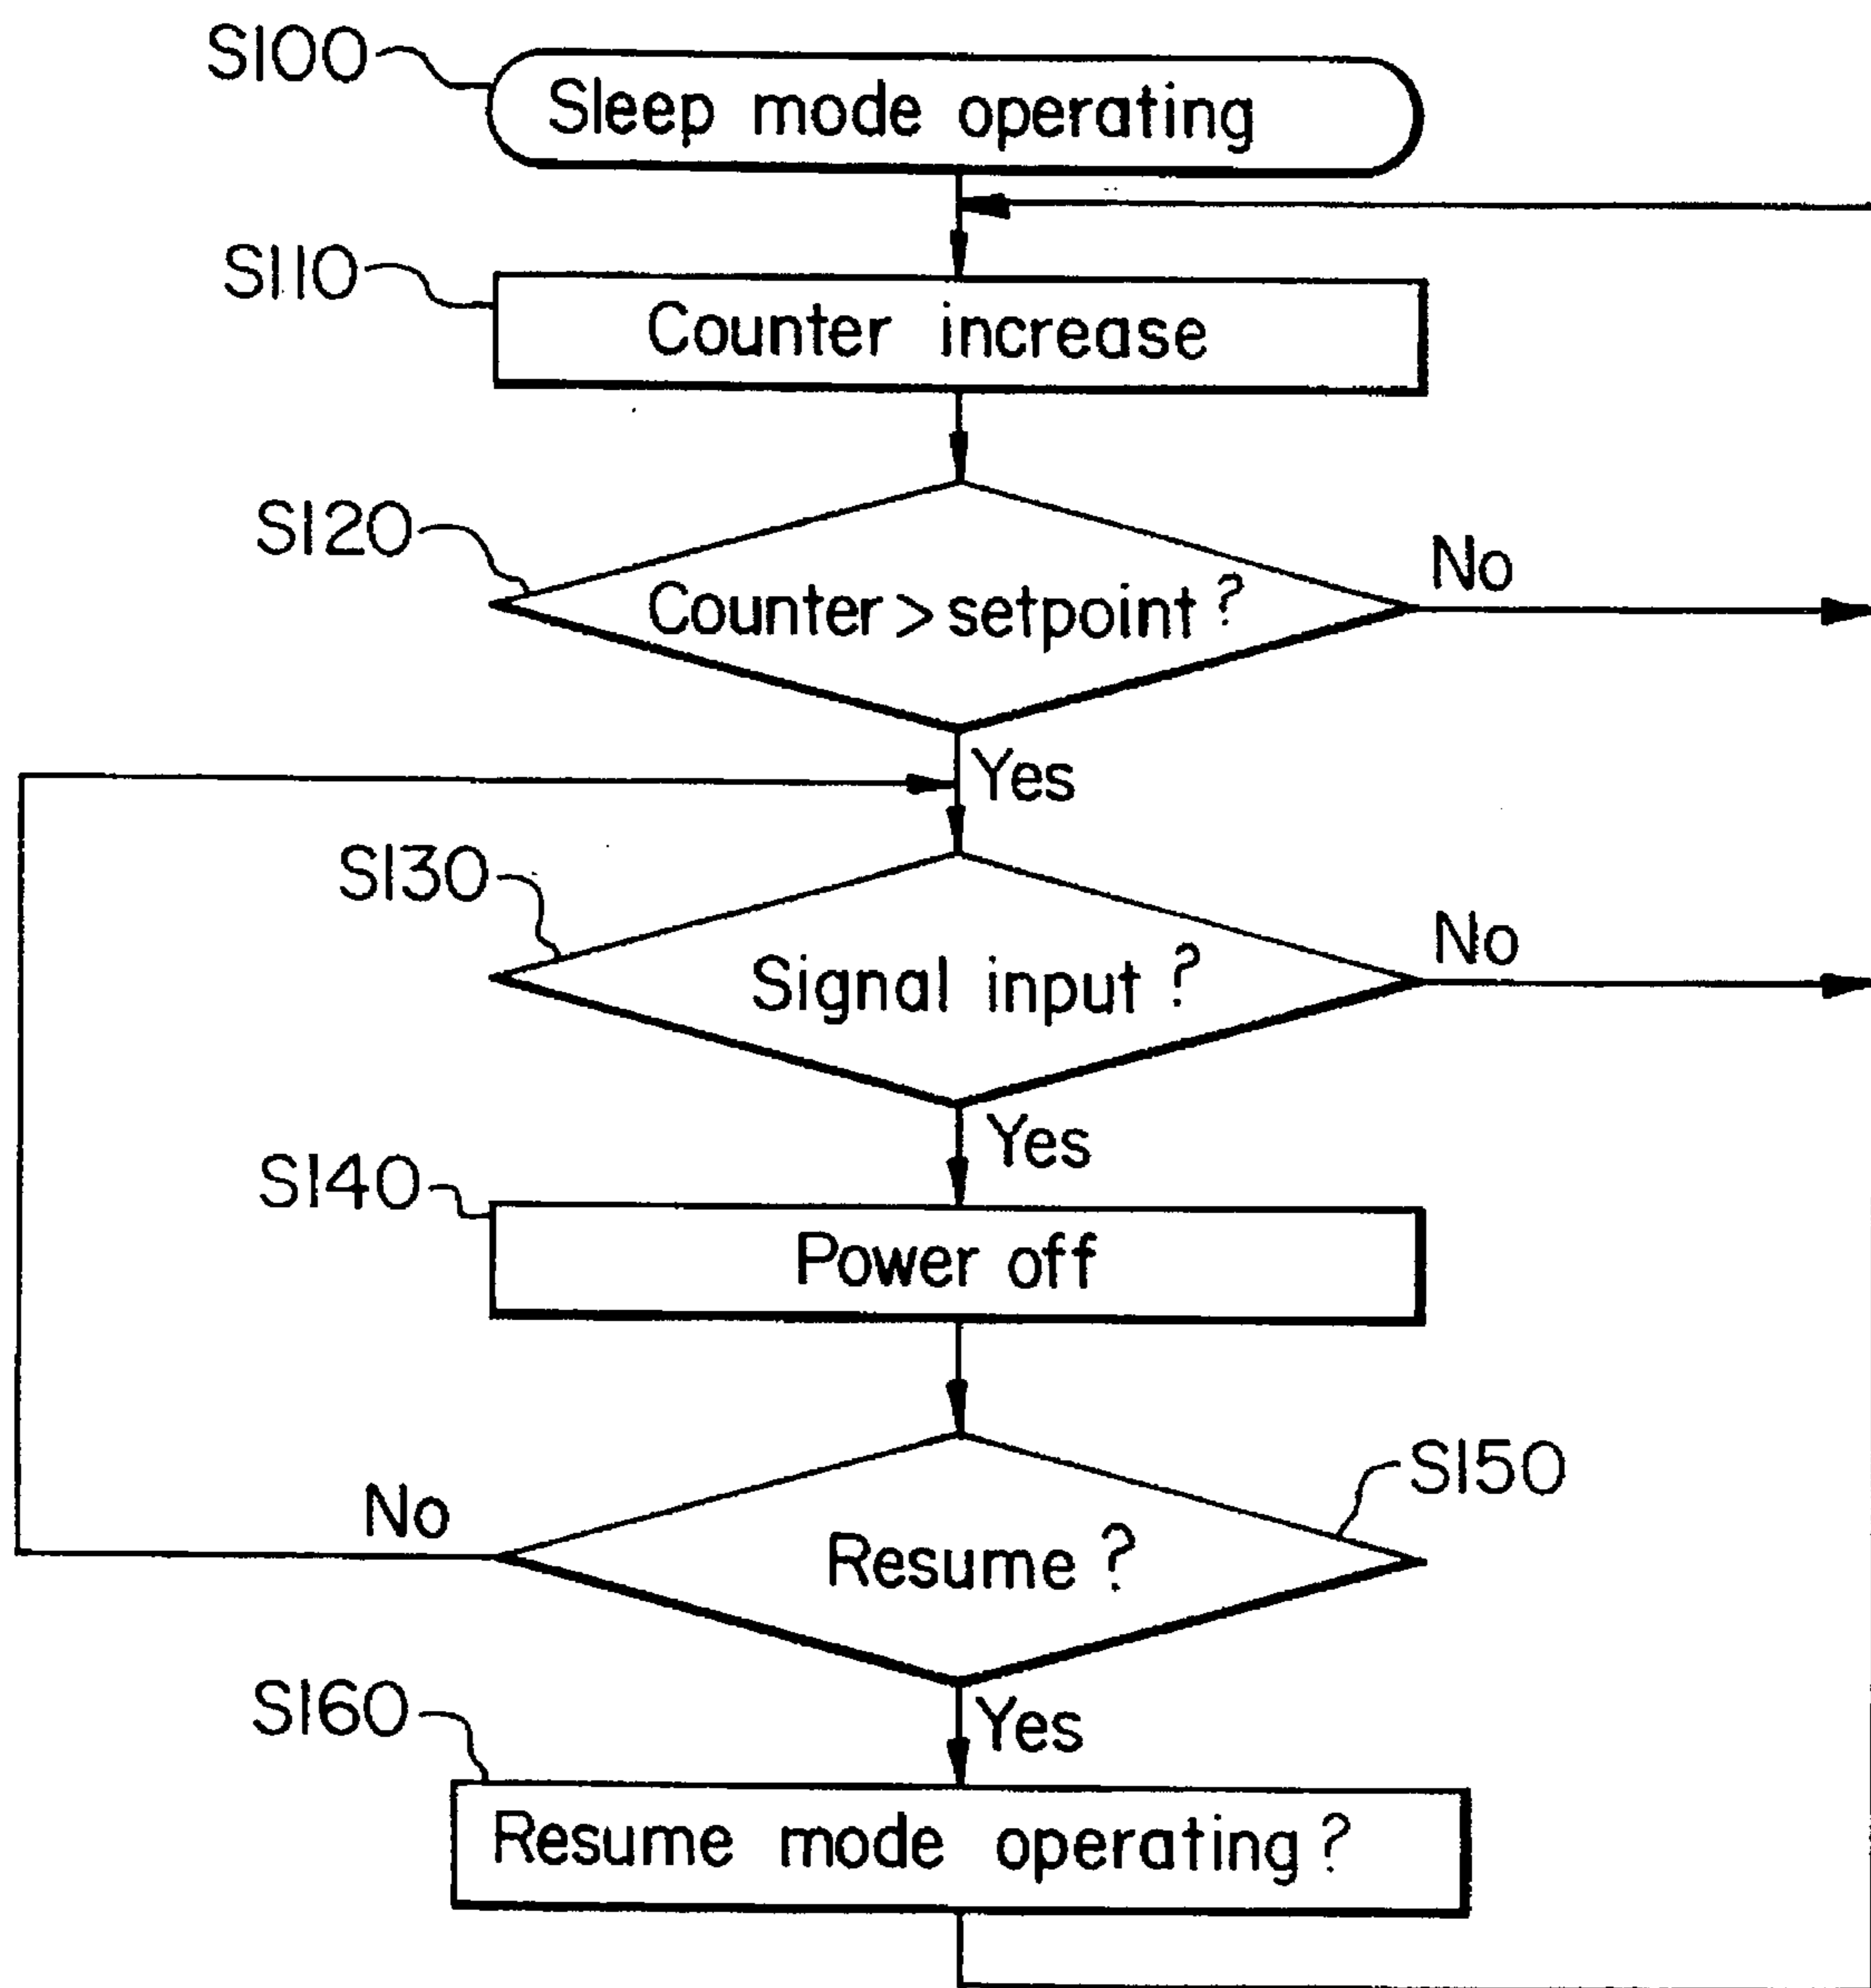 S100
Sleep mode operating
S110
Counter increase
S120
Counter > setpoint ?
No
Yes
S130
Signal input ?
No
Yes
S140
Power off
S150
Resume ?
No
Yes
S160
Resume mode operating ?